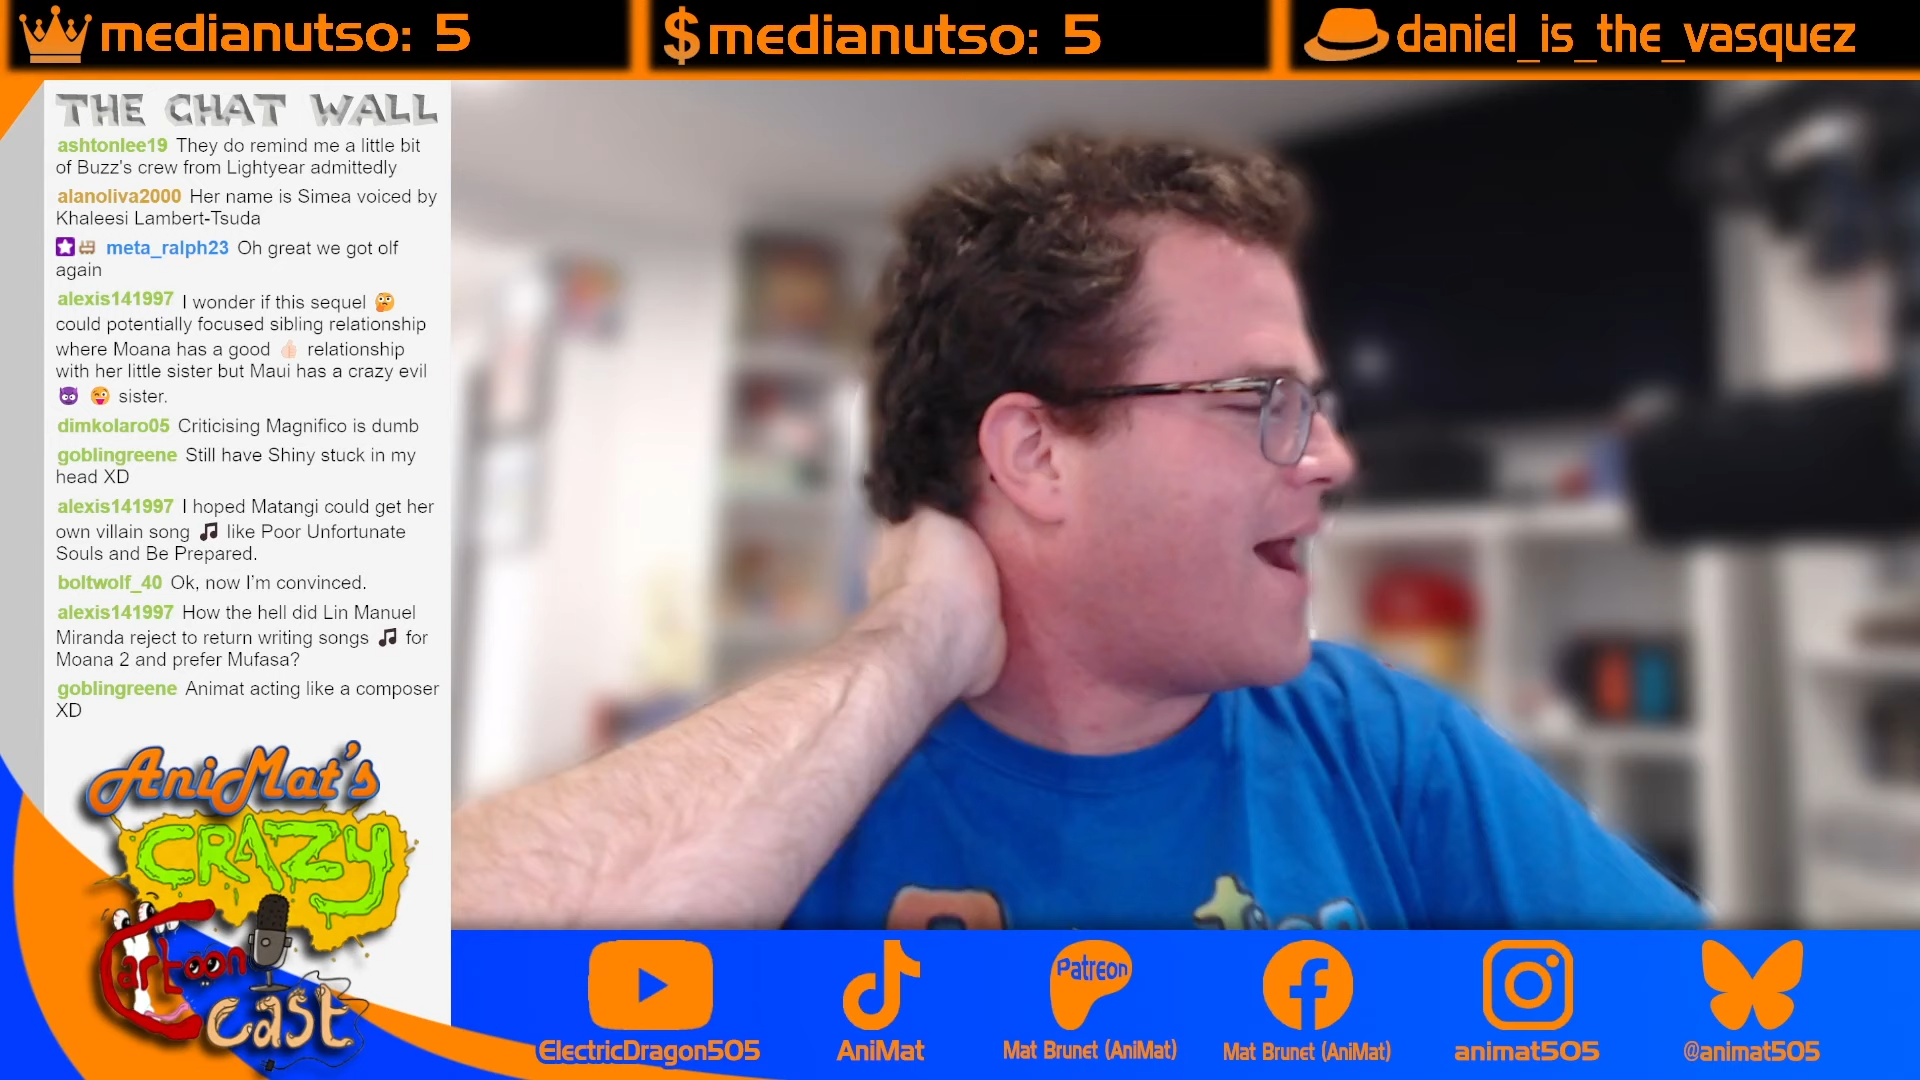 medianutso: 5
$ medianutso: 5
daniel_is_the_vasquez
THE CHAT WALL
ashtonlee19 They do remind me a little bit
of Buzz's crew from Lightyear admittedly
alanoliva2000 Her name is Simea voiced by
Khaleesi Lambert-Tsuda
meta_ralph23 Oh great we got olf
again
alexis141997 I wonder if this sequel 🤔
could potentially focused sibling relationship
where Moana has a good 👍🏻 relationship
with her little sister but Maui has a crazy evil
😈 😜 sister.
dimkolaro05 Criticising Magnifico is dumb
goblingreene Still have Shiny stuck in my
head XD
alexis141997 I hoped Matangi could get her
own villain song 🎵 like Poor Unfortunate
Souls and Be Prepared.
boltwolf_40 Ok, now I'm convinced.
alexis141997 How the hell did Lin Manuel
Miranda reject to return writing songs 🎵 for
Moana 2 and prefer Mufasa?
goblingreene Animat acting like a composer
XD
AniMat's
CRAZY
Cartoon
Cast
Patreon
ElectricDragon505
AniMat
Mat Brunet (AniMat)
Mat Brunet (AniMat)
animat505
@animat505